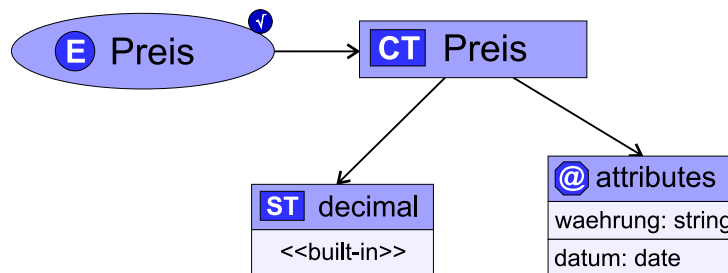 E Preis √
CT Preis
ST decimal
<<built-in>>
@ attributes
waehrung: string
datum: date